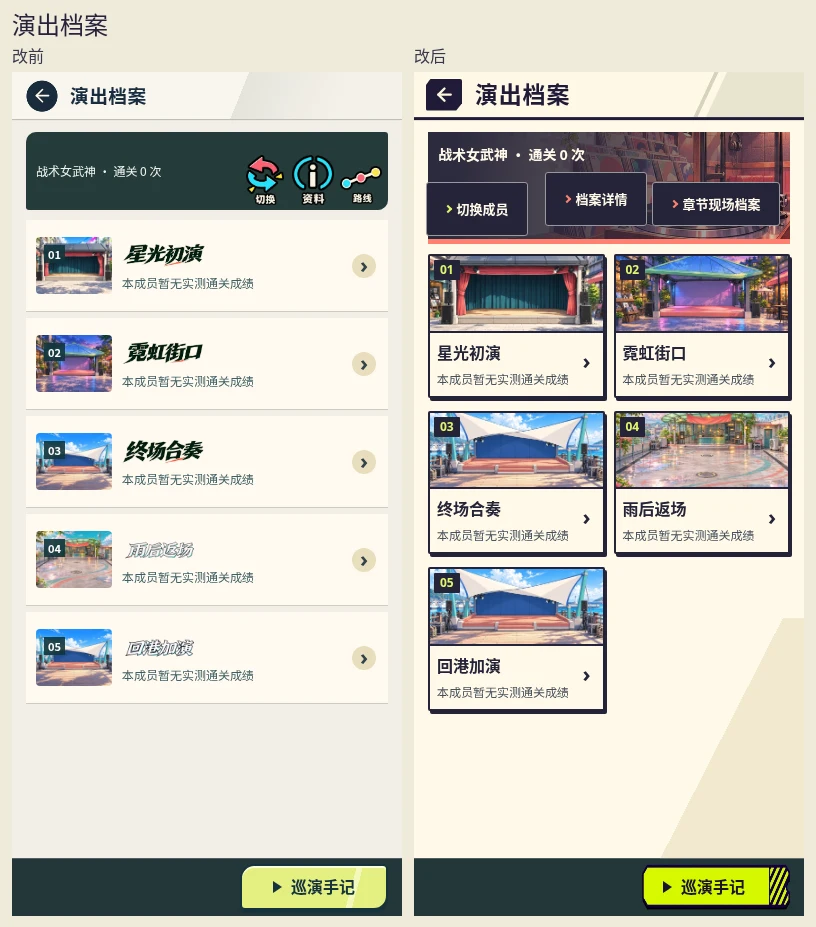 演出档案
改前
演出档案
战术女武神 • 通关 0 次
切换
资料
路线
01
星光初演
本成员暂无实测通关成绩
02
霓虹街口
本成员暂无实测通关成绩
03
终场合奏
本成员暂无实测通关成绩
04
雨后返场
本成员暂无实测通关成绩
05
回港加演
本成员暂无实测通关成绩
巡演手记
改后
演出档案
战术女武神 • 通关 0 次
切换成员
档案详情
章节现场档案
01
星光初演
本成员暂无实测通关成绩
02
霓虹街口
本成员暂无实测通关成绩
03
终场合奏
本成员暂无实测通关成绩
04
雨后返场
本成员暂无实测通关成绩
05
回港加演
本成员暂无实测通关成绩
巡演手记